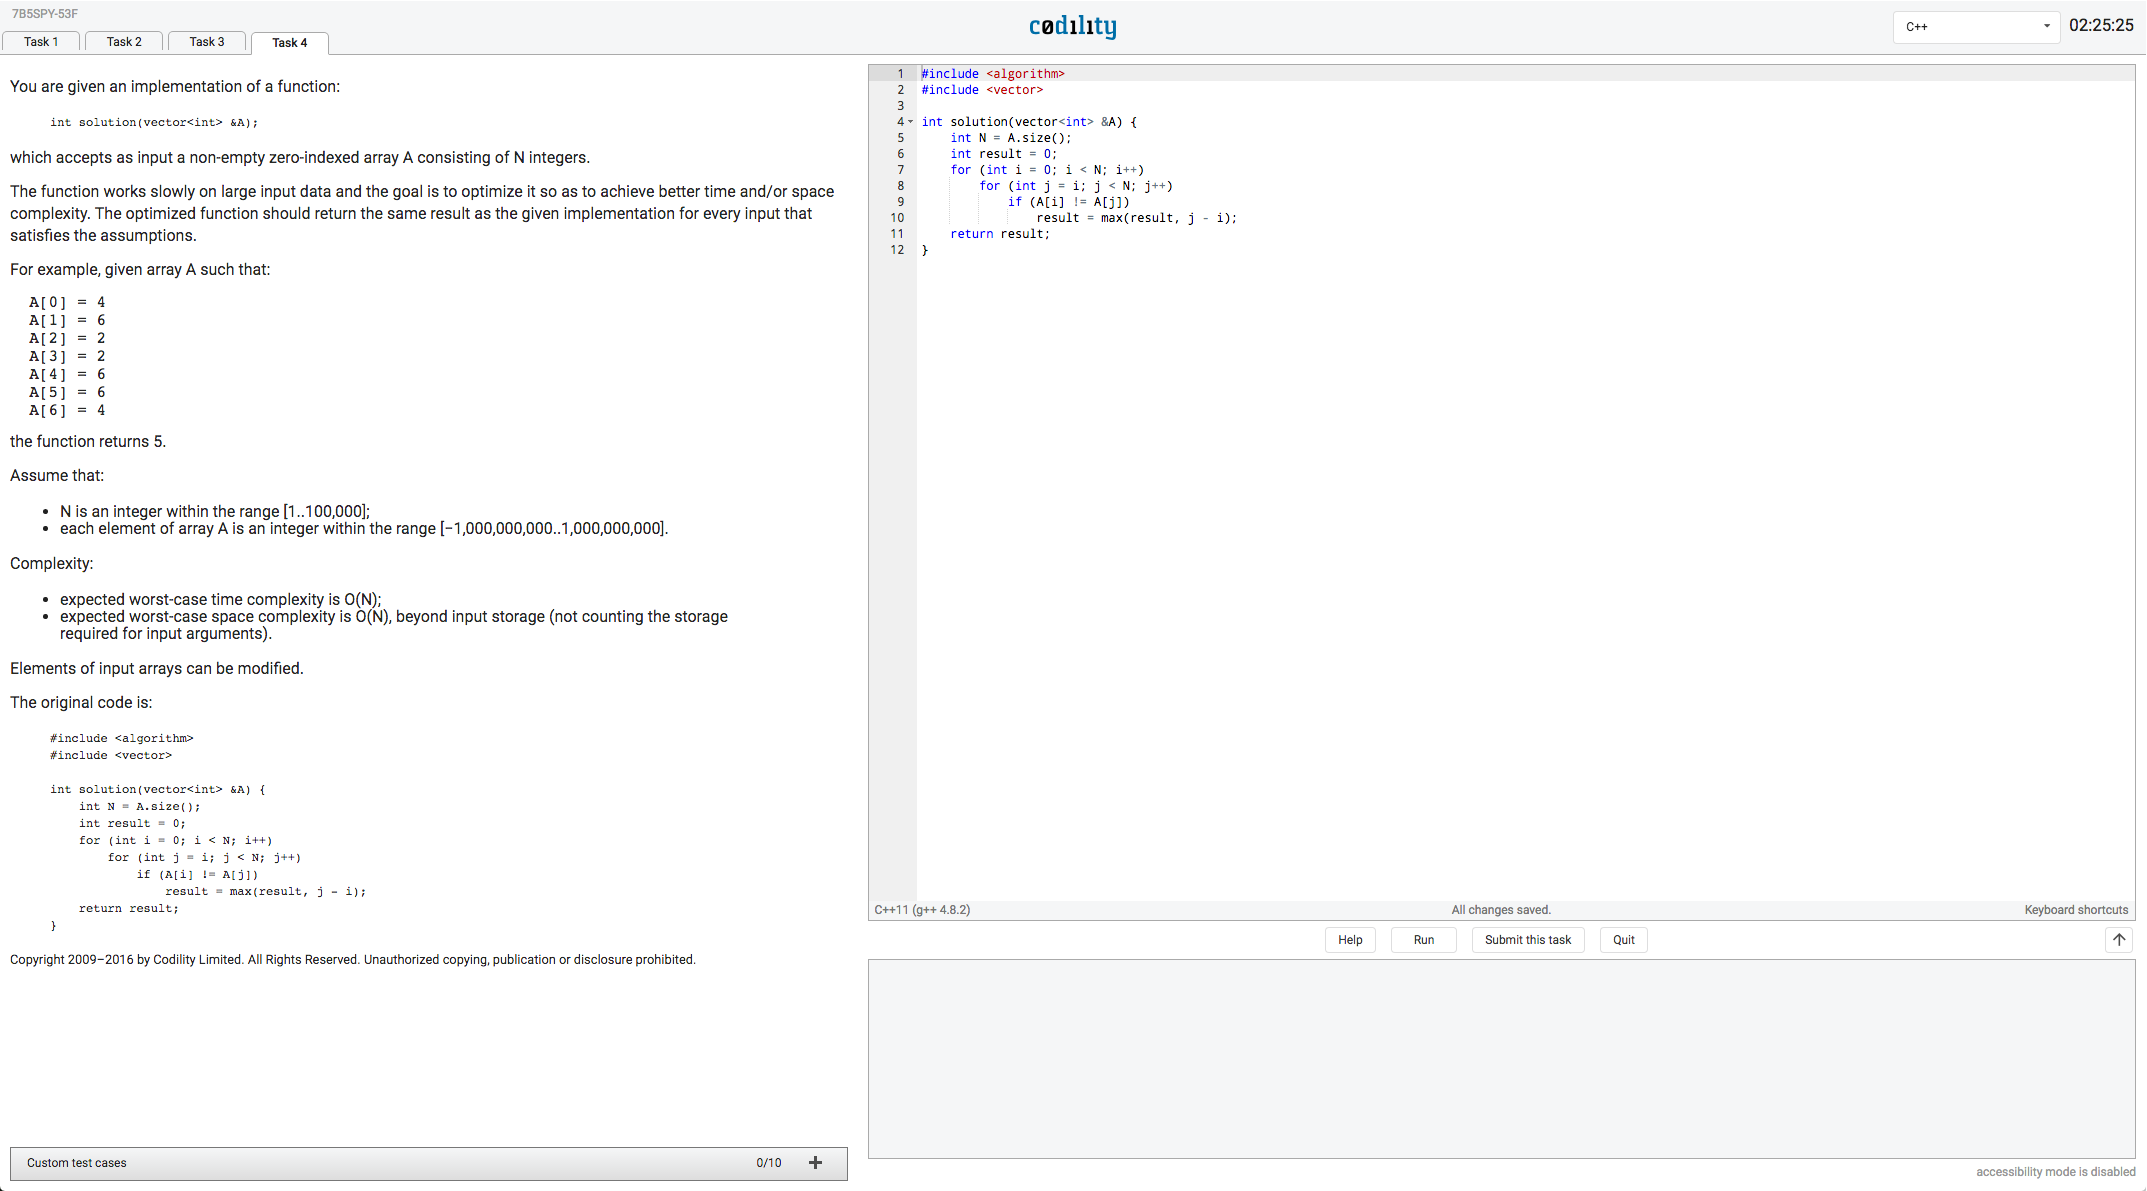 7B5SPY-53F
Task 1
Task 2
Task 3
Task 4
codility
C++
02:25:25
You are given an implementation of a function:
int solution(vector<int> &A);
which accepts as input a non-empty zero-indexed array A consisting of N integers.
The function works slowly on large input data and the goal is to optimize it so as to achieve better time and/or space
complexity. The optimized function should return the same result as the given implementation for every input that
satisfies the assumptions.
For example, given array A such that:
A[0] = 4
A[1] = 6
A[2] = 2
A[3] = 2
A[4] = 6
A[5] = 6
A[6] = 4
the function returns 5.
Assume that:
• N is an integer within the range [1..100,000];
• each element of array A is an integer within the range [−1,000,000,000..1,000,000,000].
Complexity:
• expected worst-case time complexity is O(N);
• expected worst-case space complexity is O(N), beyond input storage (not counting the storage
required for input arguments).
Elements of input arrays can be modified.
The original code is:
#include <algorithm>
#include <vector>
int solution(vector<int> &A) {
    int N = A.size();
    int result = 0;
    for (int i = 0; i < N; i++)
        for (int j = i; j < N; j++)
            if (A[i] != A[j])
                result = max(result, j - i);
    return result;
}
Copyright 2009–2016 by Codility Limited. All Rights Reserved. Unauthorized copying, publication or disclosure prohibited.
Custom test cases
0/10
+
1 #include <algorithm>
2 #include <vector>
3
4 int solution(vector<int> &A) {
5     int N = A.size();
6     int result = 0;
7     for (int i = 0; i < N; i++)
8         for (int j = i; j < N; j++)
9             if (A[i] != A[j])
10                 result = max(result, j - i);
11     return result;
12 }
C++11 (g++ 4.8.2)
All changes saved.
Keyboard shortcuts
Help
Run
Submit this task
Quit
accessibility mode is disabled